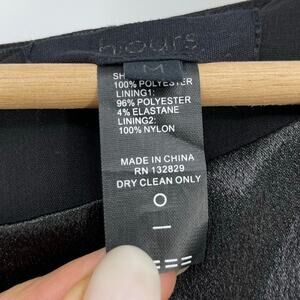 hours
M
SH
100% POLYESTER
LINING1:
96% POLYESTER
4% ELASTANE
LINING2:
100% NYLON
MADE IN CHINA
RN 132829
DRY CLEAN ONLY